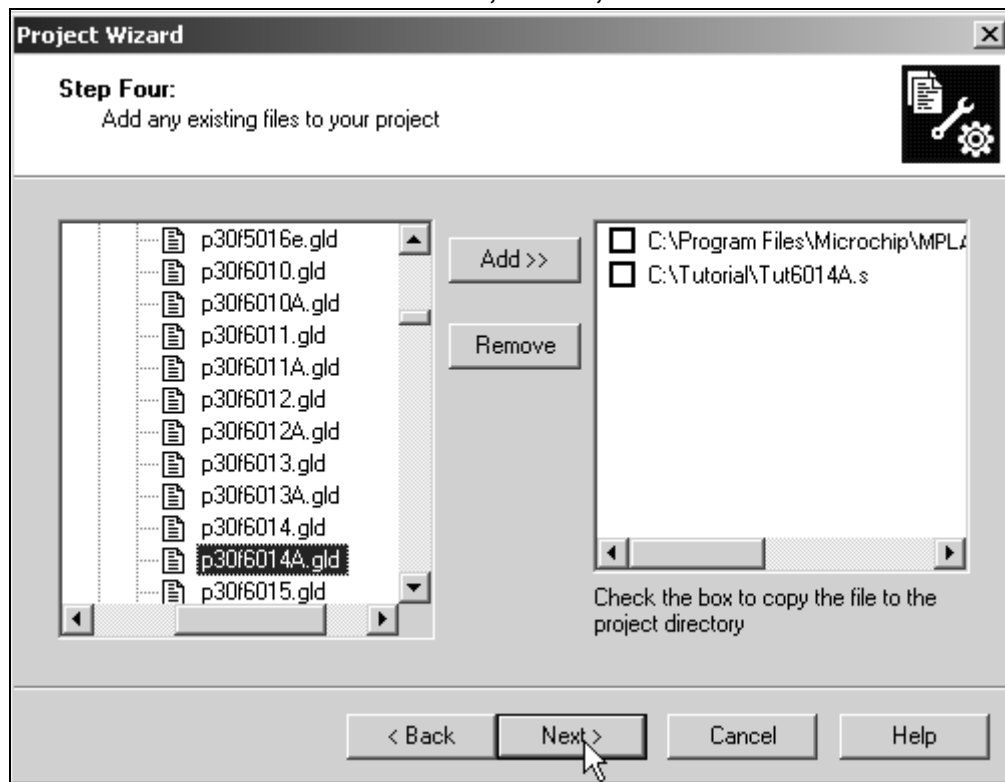 Project Wizard
Step Four:
Add any existing files to your project
p30f5016e.gld
p30f6010.gld
p30f6010A.gld
p30f6011.gld
p30f6011A.gld
p30f6012.gld
p30f6012A.gld
p30f6013.gld
p30f6013A.gld
p30f6014.gld
p30f6014A.gld
p30f6015.gld
Add >>
Remove
C:\Program Files\Microchip\MPLA
C:\Tutorial\Tut6014A.s
Check the box to copy the file to the
project directory
< Back
Next >
Cancel
Help